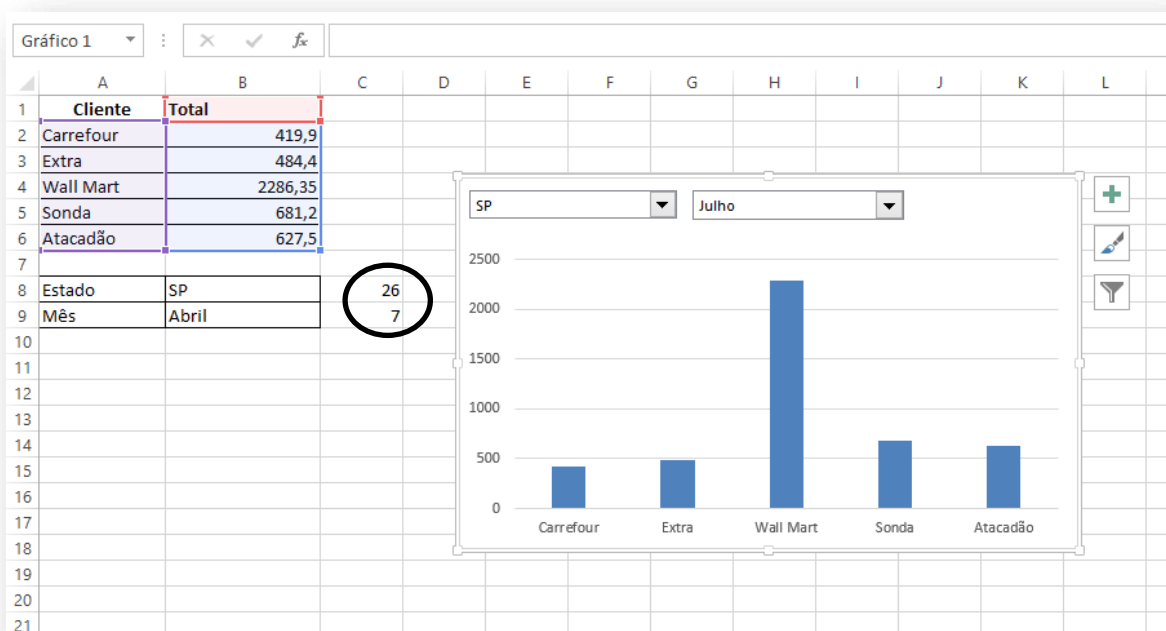 Gráfico 1 fx
A B C D E F G H I J K L
1 Cliente Total
2 Carrefour 419,9
3 Extra 484,4
4 Wall Mart 2286,35
5 Sonda 681,2
6 Atacadão 627,5
7
8 Estado SP 26
9 Mês Abril 7
10
11
12
13
14
15
16
17
18
19
20
21
SP Julho
2500
2000
1500
1000
500
0
Carrefour Extra Wall Mart Sonda Atacadão